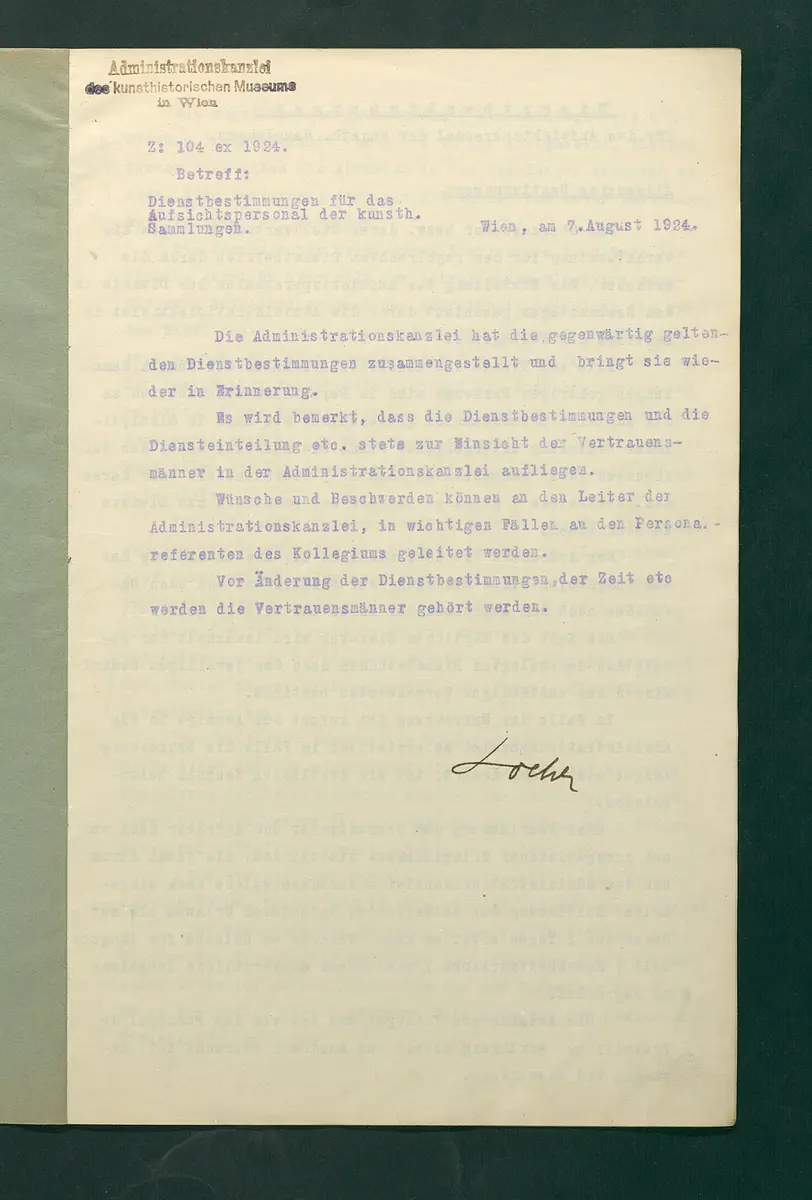 Administrationskanzlei
des kunsthistorischen Museums
in Wien
Z: 104 ex 1924.
Betreff:
Dienstbestimmungen für das
Aufsichtspersonal der kunsth.
Sammlungen.
Wien, am 7.August 1924.
Die Administrationskanzlei hat die gegenwärtig gelten-
den Dienstbestimmungen zusammengestellt und bringt sie wie-
der in Erinnerung.
Es wird bemerkt, dass die Dienstbestimmungen und die
Diensteinteilung etc. stets zur Einsicht der Vertrauens-
männer in der Administrationskanzlei aufliegen.
Wünsche und Beschwerden können an den Leiter der
Administrationskanzlei, in wichtigen Fällen an den Personal-
referenten des Kollegiums geleitet werden.
Vor Änderung der Dienstbestimmungen,der Zeit etc
werden die Vertrauensmänner gehört werden.